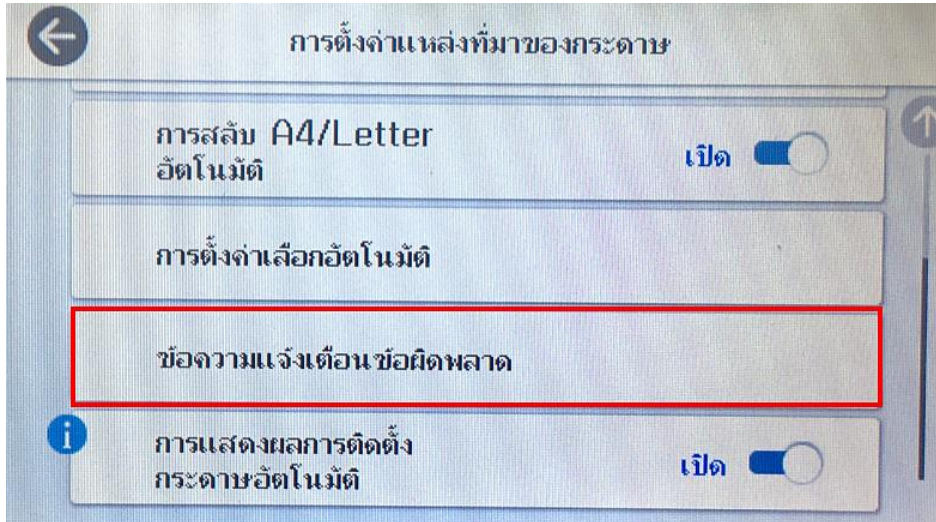 การตั้งค่าแหล่งที่มาของกระดาษ
การสลับ A4/Letter
อัตโนมัติ
เปิด
การตั้งค่าเลือกอัตโนมัติ
ข้อความแจ้งเตือนข้อผิดพลาด
การแสดงผลการติดตั้ง
กระดาษอัตโนมัติ
เปิด